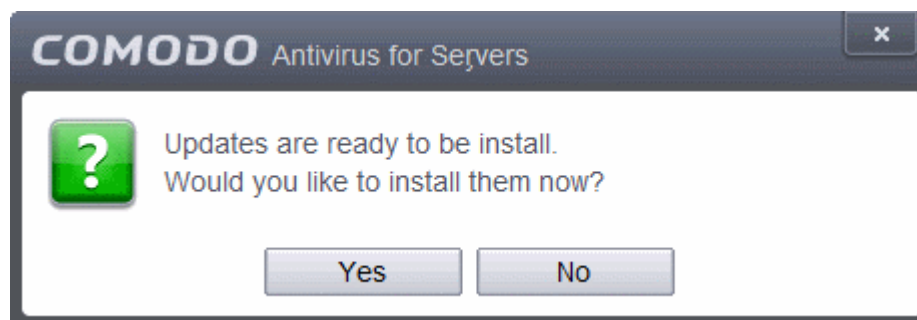 COMODO Antivirus for Servers
×
?
Updates are ready to be install.
Would you like to install them now?
Yes No